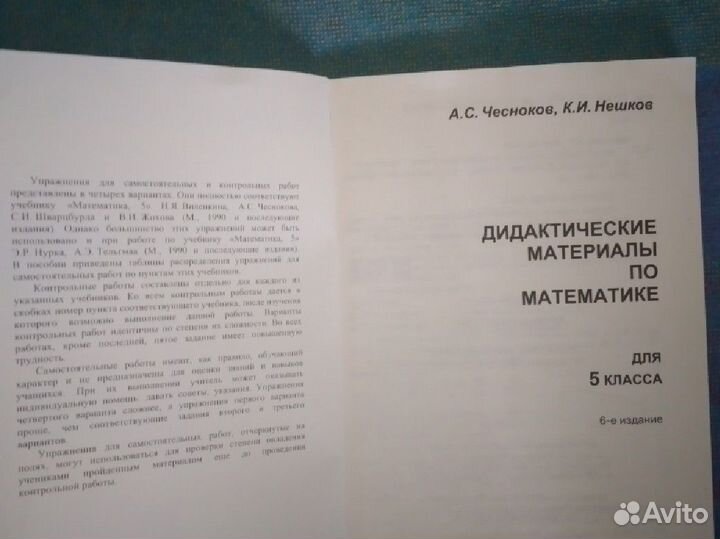 Упражнения для самостоятельных и контрольных работ
представлены в четырех вариантах. Они полностью соответствуют
учебнику «Математика, 5» Н.Я. Виленкина, А.С. Чеснокова,
С.И. Шварцбурда и В.И. Жохова (М., 1990 и последующие
издания). Однако большинство этих упражнений может быть
использовано и при работе по учебнику «Математика, 5»
Э.Р. Нурка, А.Э. Тельгмаа (М., 1990 и последующие издания).
В пособии приведены таблицы распределения упражнений для
самостоятельных работ по пунктам этих учебников.
Контрольные работы составлены отдельно для каждого из
указанных учебников. Ко всем контрольным работам дается в
скобках номер пункта соответствующего учебника, после изучения
которого возможно выполнение данной работы. Варианты
контрольных работ идентичны по степени их сложности. Во всех
работах, кроме последней, пятое задание имеет повышенную
трудность.
Самостоятельные работы имеют, как правило, обучающий
характер и не предназначены для оценки знаний и навыков
учащихся. При их выполнении учитель может оказывать
индивидуальную помощь, давать советы, указания. Упражнения
четвертого варианта сложнее, а упражнения первого варианта
проще, чем соответствующие задания второго и третьего
вариантов.
Упражнения для самостоятельных работ, отчеркнутые на
полях, могут использоваться для проверки степени овладения
учениками пройденным материалом еще до проведения
контрольной работы.
А.С. Чесноков, К.И. Нешков
ДИДАКТИЧЕСКИЕ
МАТЕРИАЛЫ
ПО
МАТЕМАТИКЕ
ДЛЯ
5 КЛАССА
6-е издание
Avito